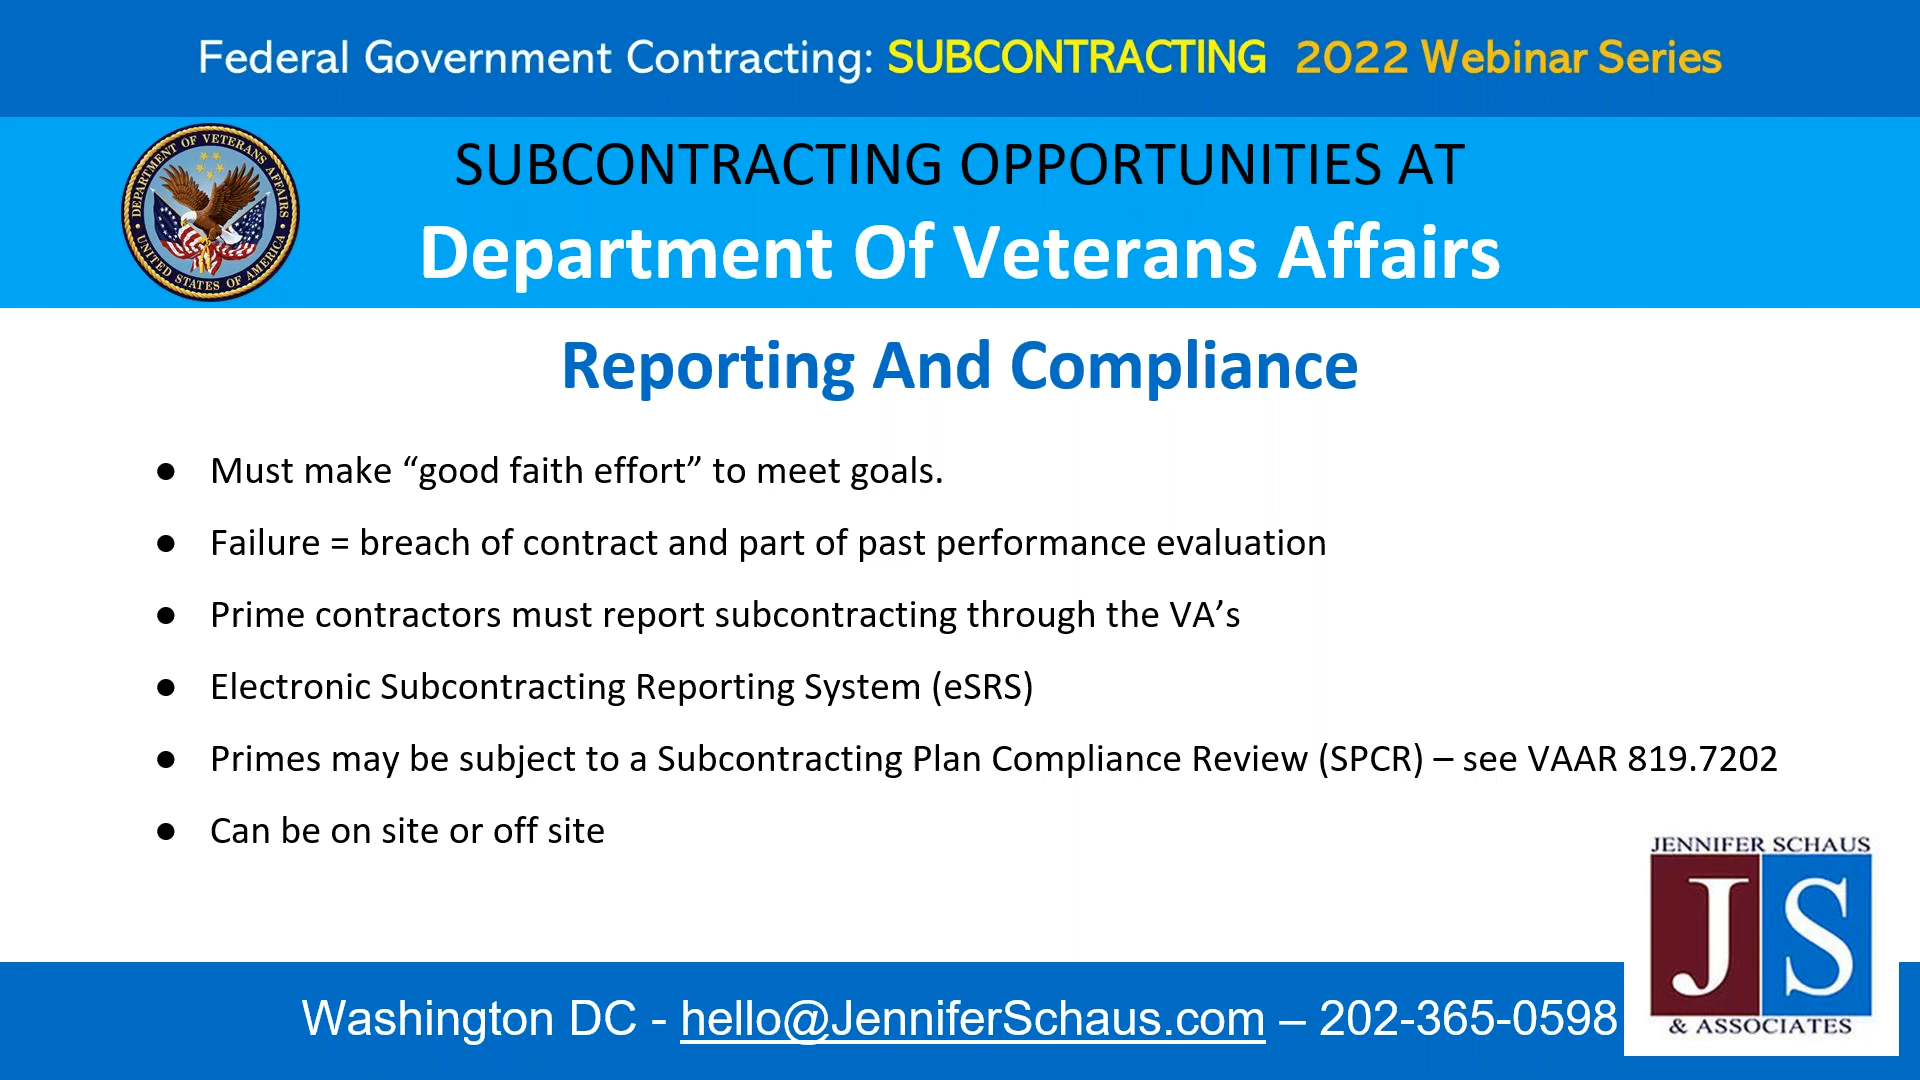 Federal Government Contracting: SUBCONTRACTING 2022 Webinar Series
DEPARTMENT OF VETERANS AFFAIRS
UNITED STATES OF AMERICA
SUBCONTRACTING OPPORTUNITIES AT
Department Of Veterans Affairs
Reporting And Compliance
● Must make “good faith effort” to meet goals.
● Failure = breach of contract and part of past performance evaluation
● Prime contractors must report subcontracting through the VA’s
● Electronic Subcontracting Reporting System (eSRS)
● Primes may be subject to a Subcontracting Plan Compliance Review (SPCR) – see VAAR 819.7202
● Can be on site or off site
JENNIFER SCHAUS
JS
& ASSOCIATES
Washington DC - hello@JenniferSchaus.com – 202-365-0598